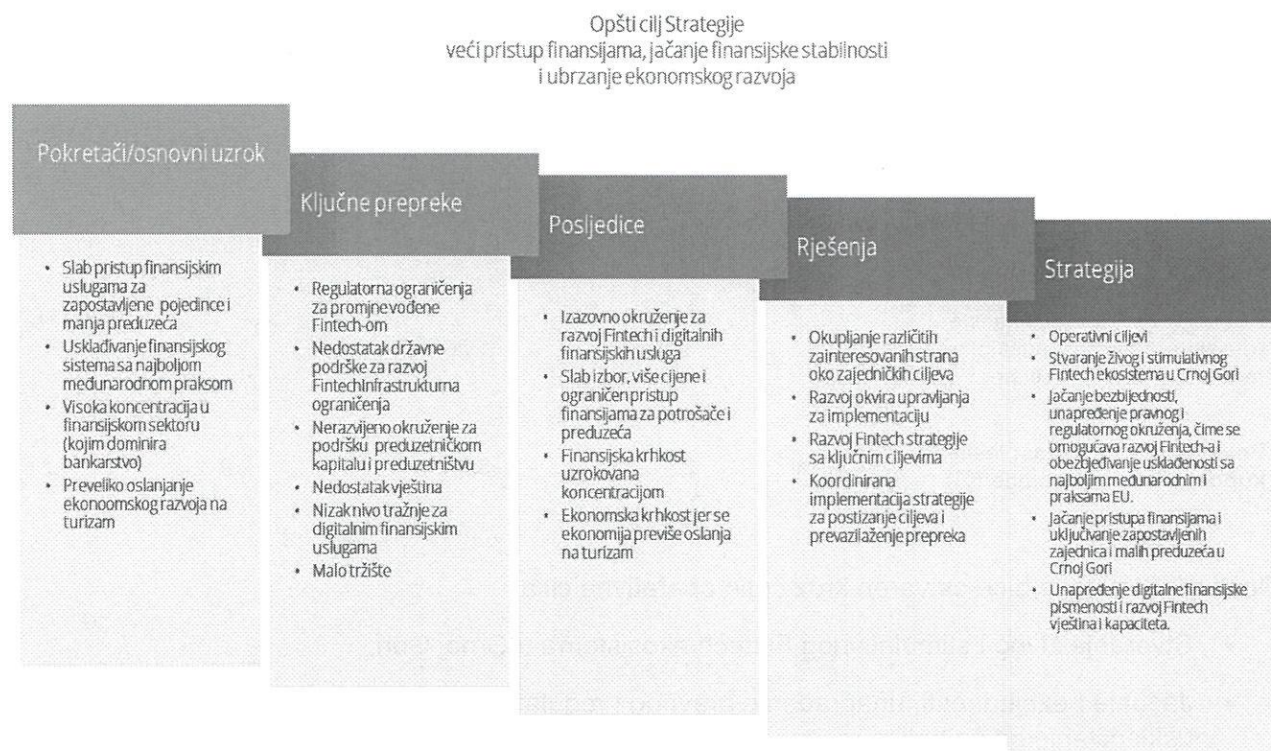 Opšti cilj Strategije
veći pristup finansijama, jačanje finansijske stabilnosti
i ubrzanje ekonomskog razvoja
Pokretači/osnovni uzrok
• Slab pristup finansijskim
uslugama za
zapostavljene pojedince i
manja preduzeća
• Usklađivanje finansijskog
sistema sa najboljom
međunarodnom praksom
• Visoka koncentracija u
finansijskom sektoru
(kojim dominira
bankarstvo)
• Preveliko oslanjanje
ekonoomskog razvoja na
turizam
Ključne prepreke
• Regulatorna ograničenja
za promjne vođene
Fintech-om
• Nedostatak državne
podrške za razvoj
FintechInfrastrukturna
ograničenja
• Nerazvijeno okruženje za
podršku preduzetničkom
kapitalu i preduzetništvu
• Nedostatak vještina
• Nizak nivo tražnje za
digitalnim finansijskim
uslugama
• Malo tržište
Posljedice
• Izazovno okruženje za
razvoj Fintech i digitalnih
finansijskih usluga
• Slab izbor, više cijene i
ograničen pristup
finansijama za potrošače i
preduzeća
• Finansijska krhkost
uzrokovana
koncentracijom
• Ekonomska krhkost jer se
ekonomija previše oslanja
na turizam
Rješenja
• Okupljanje različitih
zainteresovanih strana
oko zajedničkih ciljeva
• Razvoj okvira upravljanja
za implementaciju
• Razvoj Fintech strategije
sa ključnim ciljevima
• Koordinirana
implementacija strategije
za postizanje ciljeva i
prevazilaženje prepreka
Strategija
• Operativni ciljevi
• Stvaranje živog i stimulativnog
Fintech ekosistema u Crnoj Gori
• Jačanje bezbijednosti,
unapređenje pravnog i
regulatornog okruženja, čime se
omogućava razvoj Fintech-a i
obezbjeđivanje usklađenosti sa
najboljim međunarodnim i
praksama EU.
• Jačanje pristupa finansijama i
uključivanje zapostavljenih
zajednica i malih preduzeća u
Crnoj Gori
• Unapređenje digitalne finansijske
pismenosti i razvoj Fintech
vještina i kapaciteta.